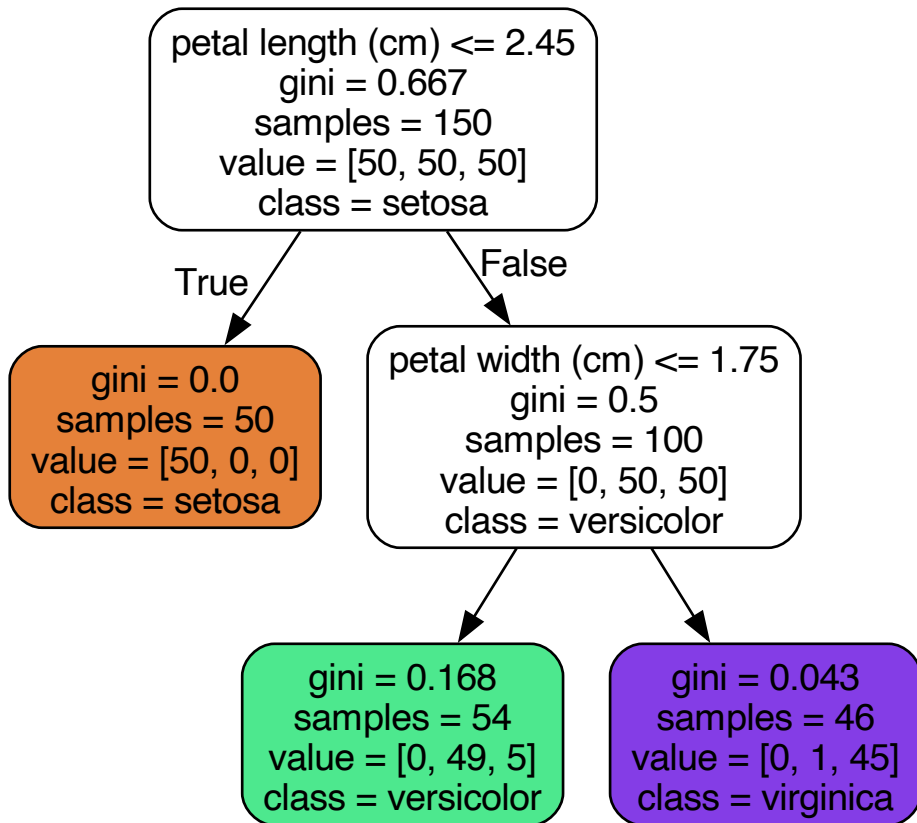 petal length (cm) <= 2.45
gini = 0.667
samples = 150
value = [50, 50, 50]
class = setosa
True
False
gini = 0.0
samples = 50
value = [50, 0, 0]
class = setosa
petal width (cm) <= 1.75
gini = 0.5
samples = 100
value = [0, 50, 50]
class = versicolor
gini = 0.168
samples = 54
value = [0, 49, 5]
class = versicolor
gini = 0.043
samples = 46
value = [0, 1, 45]
class = virginica